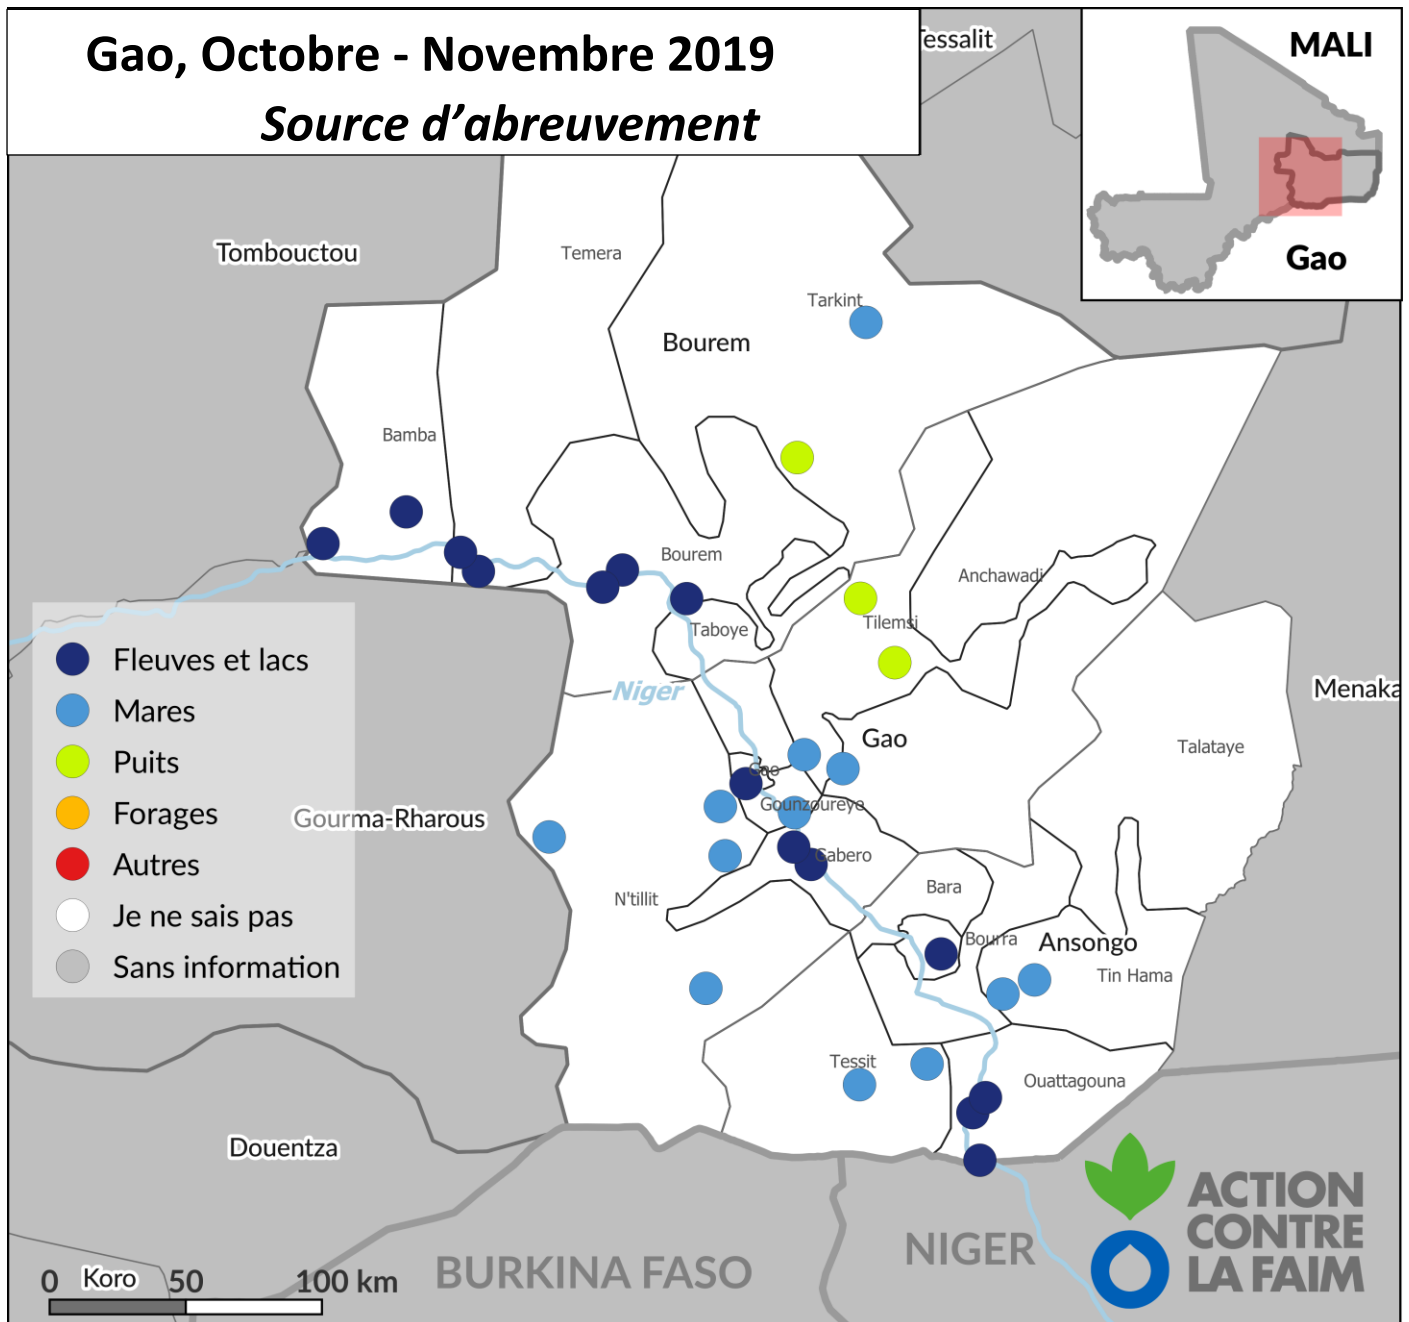 Gao, Octobre - Novembre 2019
Source d’abreuvement
Tessalit
MALI
Gao
Tombouctou
Temera
Tarkint
Bourem
Bamba
Bourem
Anchawadi
Taboye
Tilemsi
Niger
Menaka
Gao
Talataye
Gao
Gounzoureye
Gourma-Rharous
Gabero
Bara
N'tillit
Bourra
Ansongo
Tin Hama
Tessit
Ouattagouna
Douentza
Fleuves et lacs
Mares
Puits
Forages
Autres
Je ne sais pas
Sans information
BURKINA FASO
NIGER
0 Koro 50 100 km
ACTION
CONTRE
LA FAIM